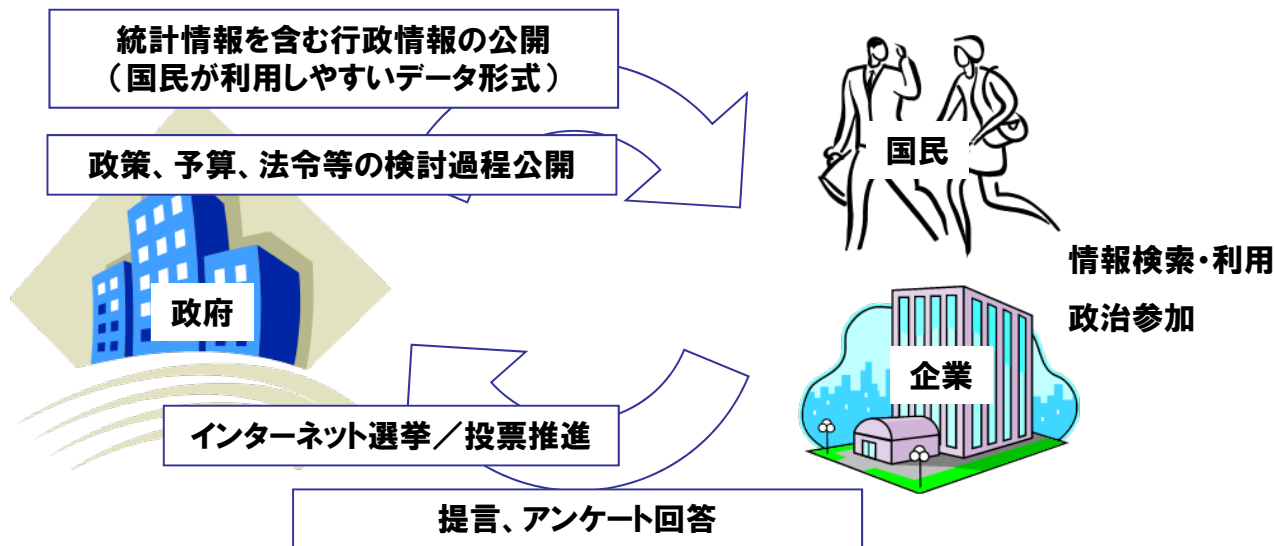 統計情報を含む行政情報の公開
（国民が利用しやすいデータ形式）
政策、予算、法令等の検討過程公開
国民
政府
情報検索・利用
政治参加
企業
インターネット選挙／投票推進
提言、アンケート回答